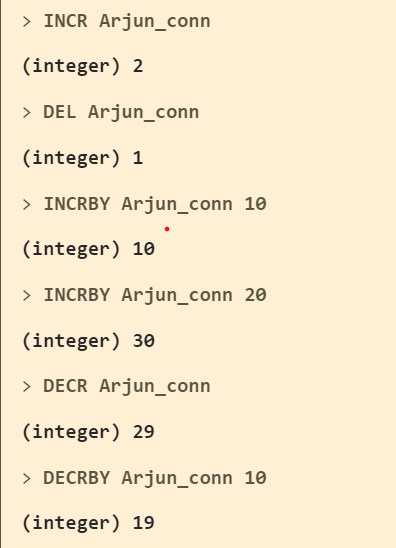 > INCR Arjun_conn
(integer) 2
> DEL Arjun_conn
(integer) 1
> INCRBY Arjun_conn 10
(integer) 10
> INCRBY Arjun_conn 20
(integer) 30
> DECR Arjun_conn
(integer) 29
> DECRBY Arjun_conn 10
(integer) 19